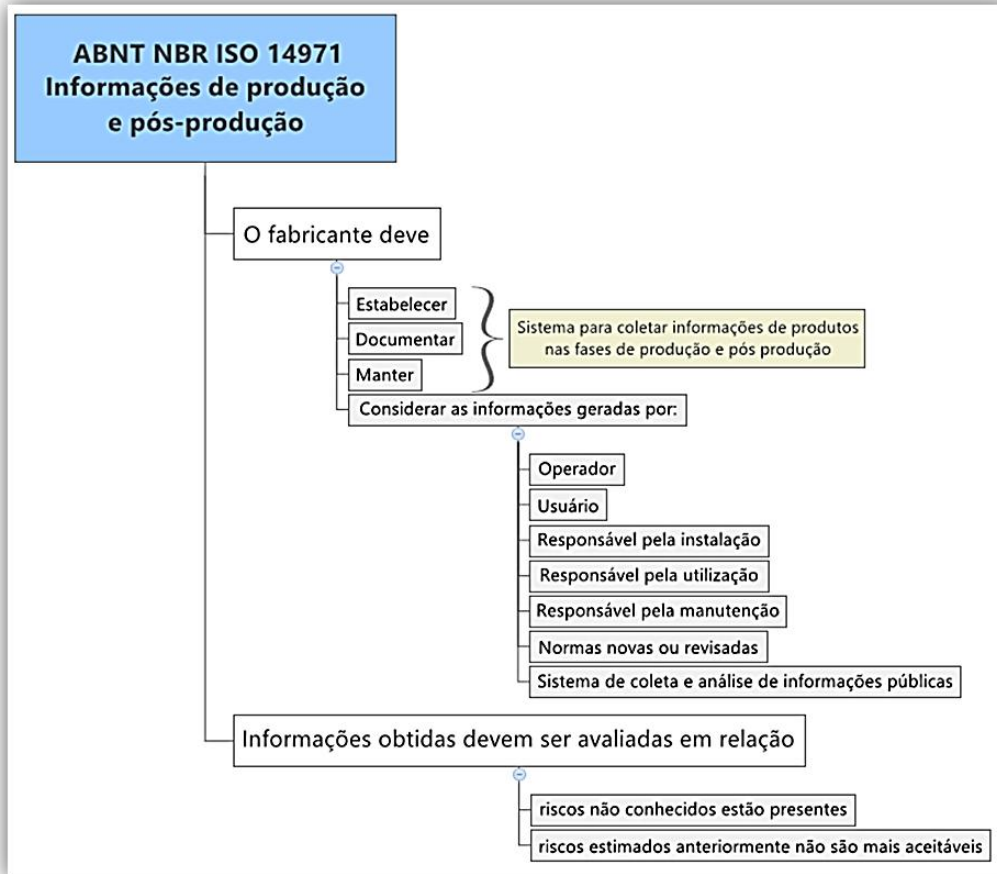 ABNT NBR ISO 14971
Informações de produção
e pós-produção
O fabricante deve
Estabelecer
Documentar
Manter
Sistema para coletar informações de produtos
nas fases de produção e pós produção
Considerar as informações geradas por:
Operador
Usuário
Responsável pela instalação
Responsável pela utilização
Responsável pela manutenção
Normas novas ou revisadas
Sistema de coleta e análise de informações públicas
Informações obtidas devem ser avaliadas em relação
riscos não conhecidos estão presentes
riscos estimados anteriormente não são mais aceitáveis